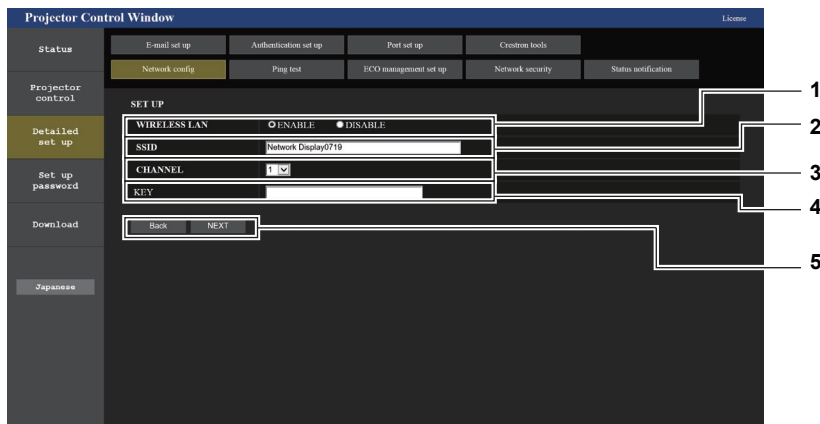 Projector Control Window License
Status
E-mail set up Authentication set up Port set up Crestron tools
Network config Ping test ECO management set up Network security Status notification
Projector
control
Detailed
set up
Set up
password
Download
Japanese
SET UP
WIRELESS LAN ENABLE DISABLE
SSID Network Display0719
CHANNEL 1
KEY
Back NEXT
1
2
3
4
5